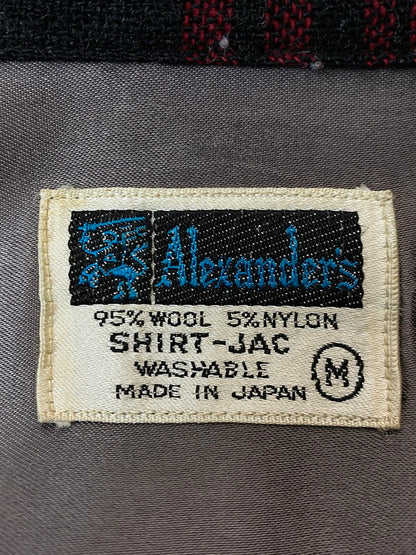 Alexander's
95% WOOL 5% NYLON
SHIRT-JAC
WASHABLE
MADE IN JAPAN
M